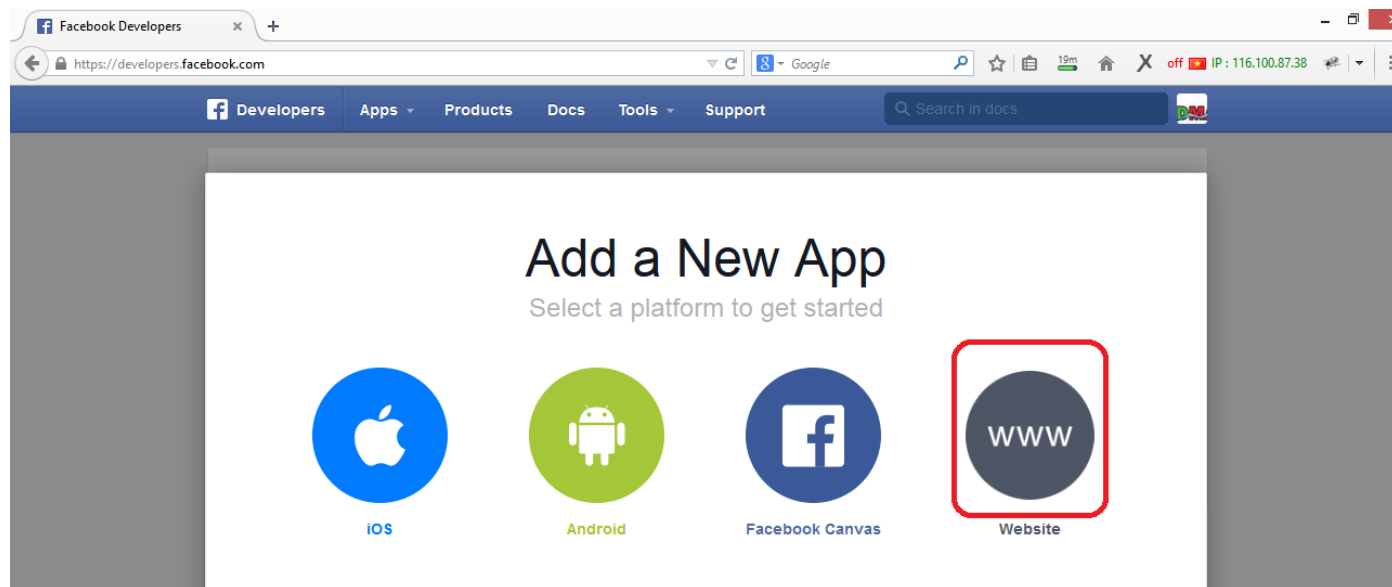 Facebook Developers
https://developers.facebook.com
Google
19m
off IP : 116.100.87.38
Developers Apps Products Docs Tools Support Search in docs
DM
Add a New App
Select a platform to get started
www
iOS Android Facebook Canvas Website